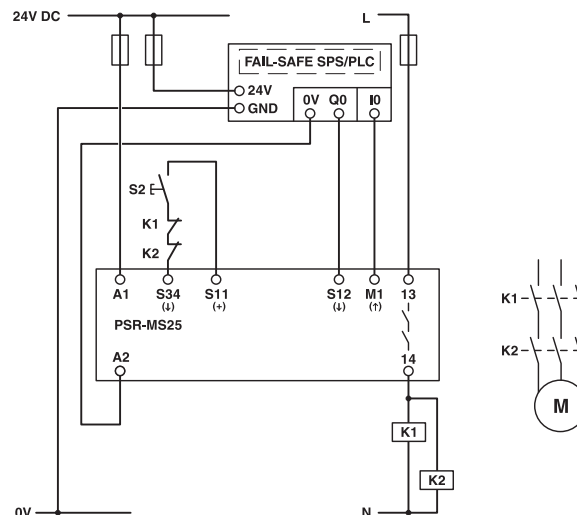 24V DC
L
FAIL-SAFE SPS/PLC
24V
GND
0V Q0 I0
S2
K1
K2
A1 S34 S11 S12 M1 13
(↓) (+) (↓) (↑)
PSR-MS25
A2
14
K1
K2
0V
N
K1
K2
M